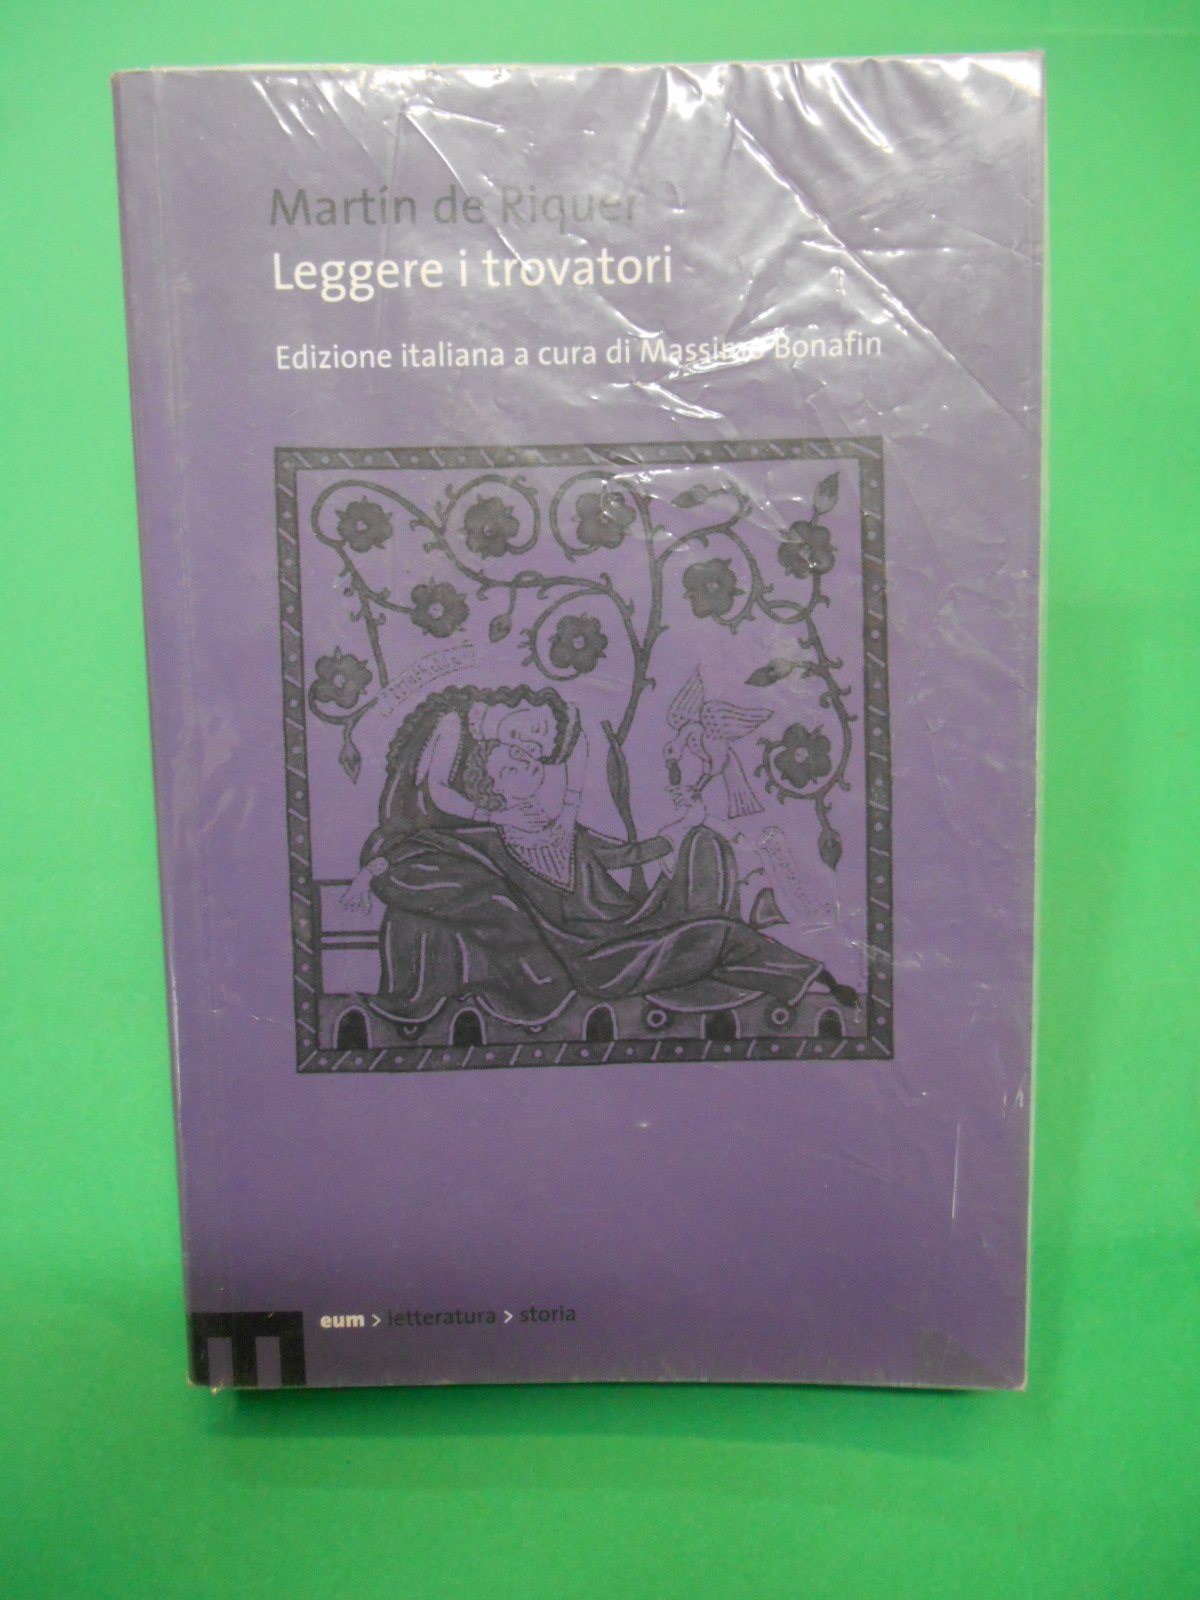 Martín de Riquer
Leggere i trovatori
Edizione italiana a cura di Massimo Bonafin
eum > letteratura > storia